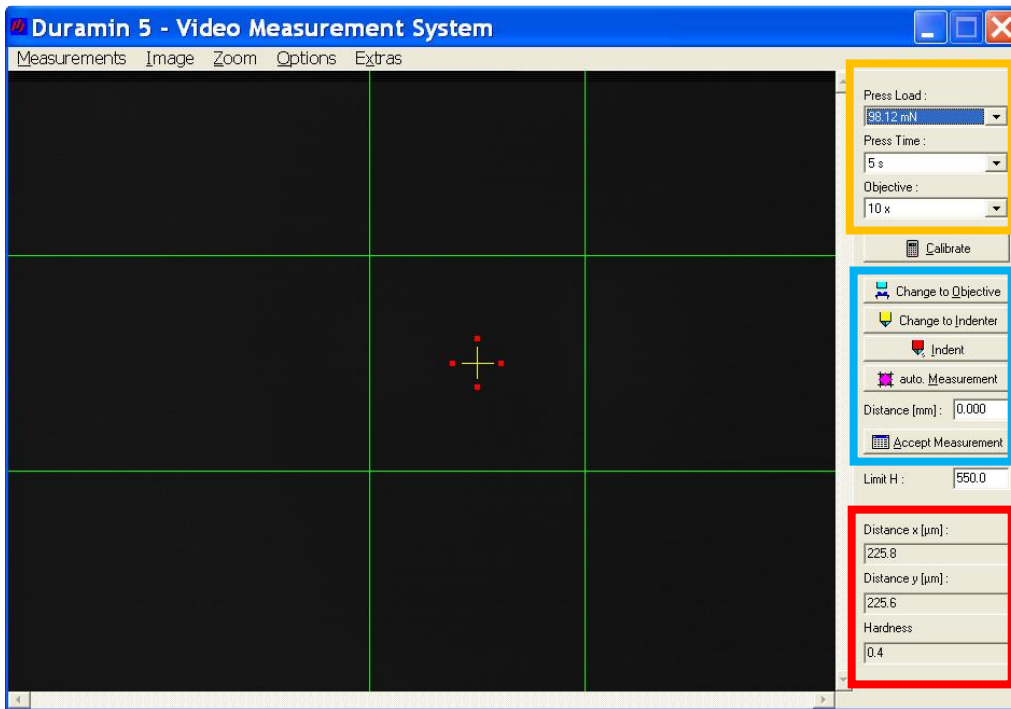 Duramin 5 - Video Measurement System
Measurements Image Zoom Options Extras
Press Load :
98.12 mN
Press Time :
5 s
Objective :
10 x
Calibrate
Change to Objective
Change to Indenter
Indent
auto. Measurement
Distance [mm] : 0.000
Accept Measurement
Limit H : 550.0
Distance x [µm] :
225.8
Distance y [µm] :
225.6
Hardness
0.4